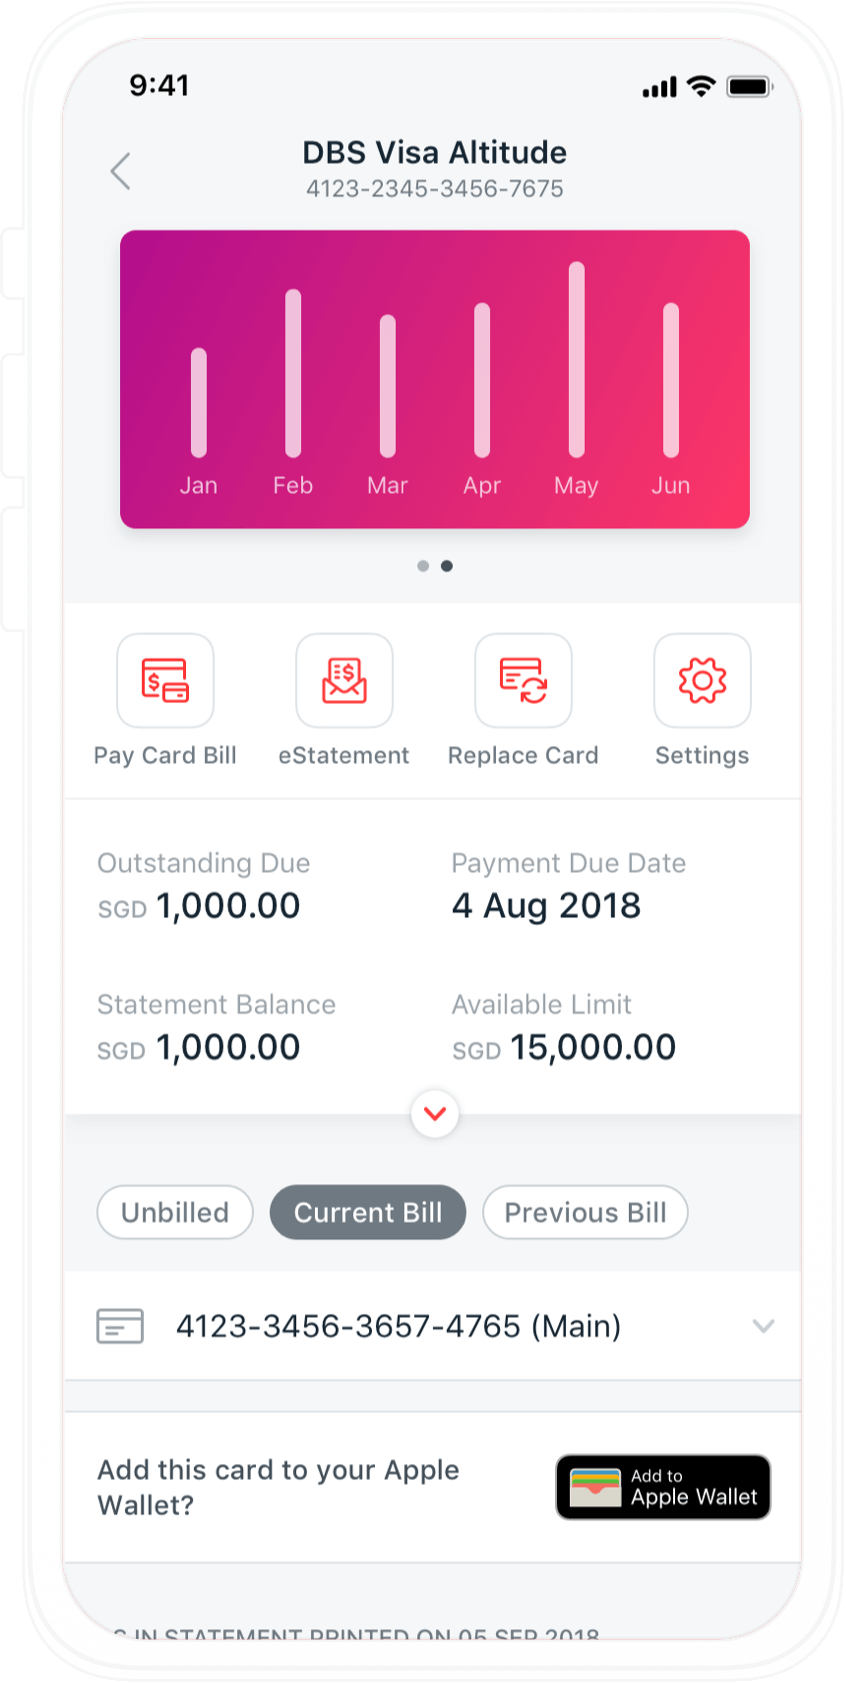 9:41
DBS Visa Altitude
4123-2345-3456-7675
Jan Feb Mar Apr May Jun
Pay Card Bill eStatement Replace Card Settings
Outstanding Due Payment Due Date
SGD 1,000.00 4 Aug 2018
Statement Balance Available Limit
SGD 1,000.00 SGD 15,000.00
Unbilled Current Bill Previous Bill
4123-3456-3657-4765 (Main)
Add this card to your Apple
Wallet?
Add to
Apple Wallet
IN STATEMENT PRINTED ON 05 SEP 2018